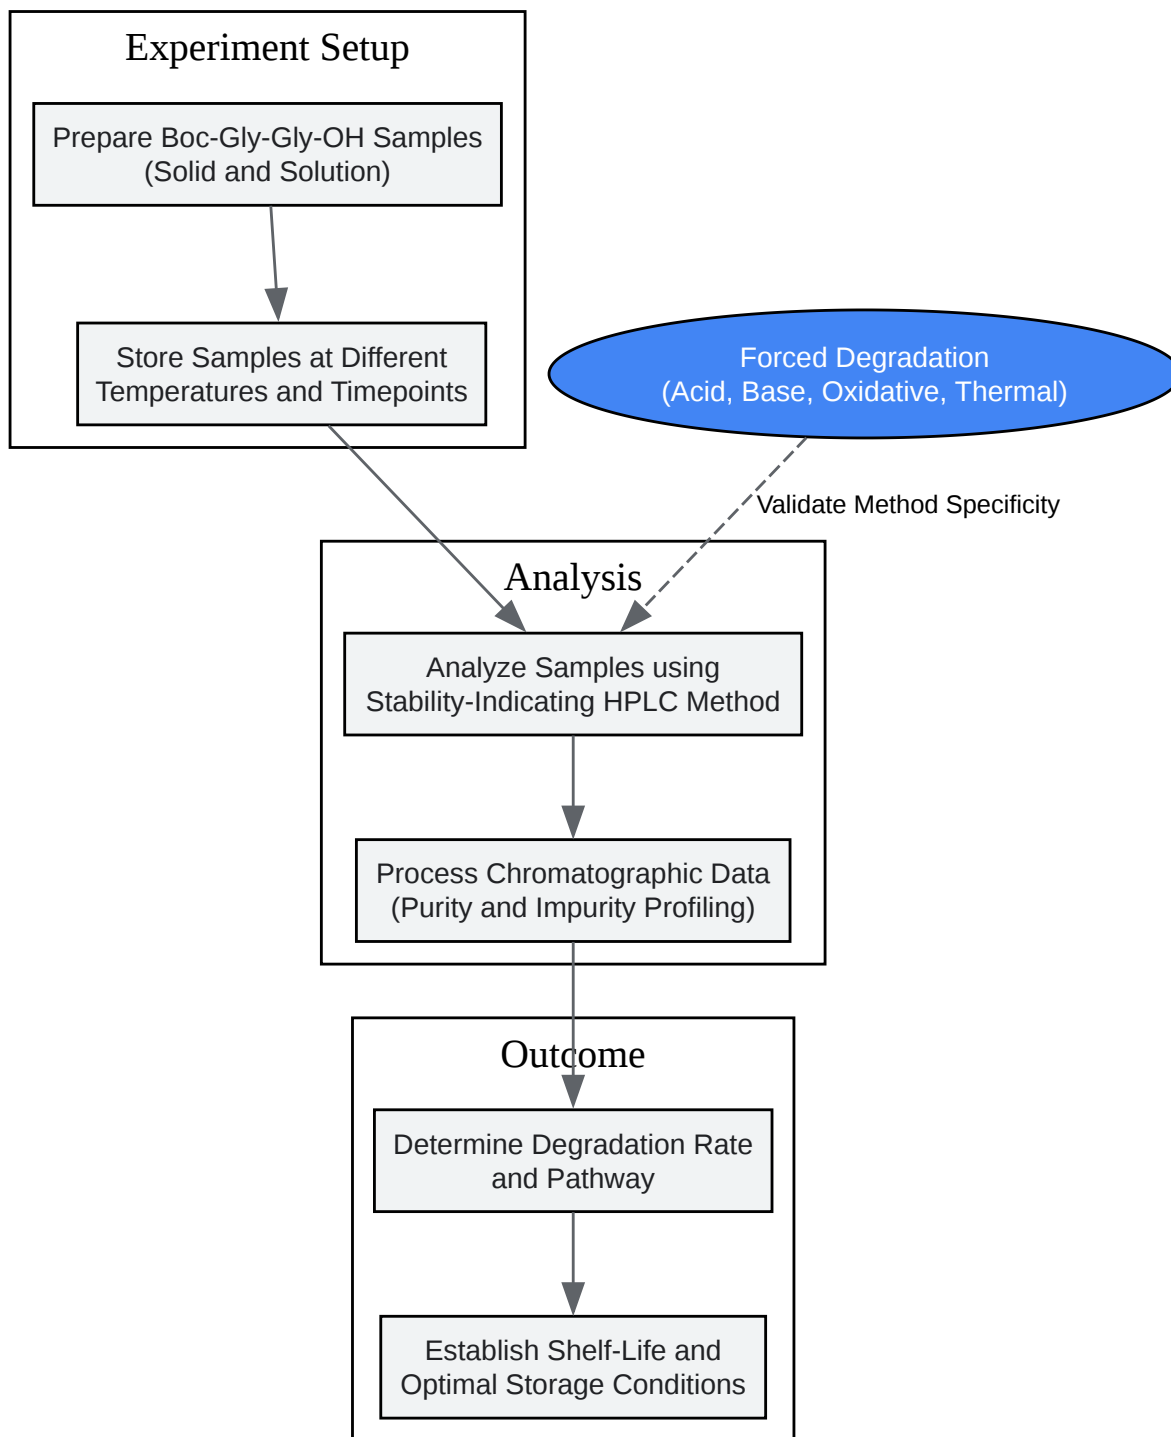 Experiment Setup
Prepare Boc-Gly-Gly-OH Samples
(Solid and Solution)
Store Samples at Different
Temperatures and Timepoints
Forced Degradation
(Acid, Base, Oxidative, Thermal)
Validate Method Specificity
Analysis
Analyze Samples using
Stability-Indicating HPLC Method
Process Chromatographic Data
(Purity and Impurity Profiling)
Outcome
Determine Degradation Rate
and Pathway
Establish Shelf-Life and
Optimal Storage Conditions